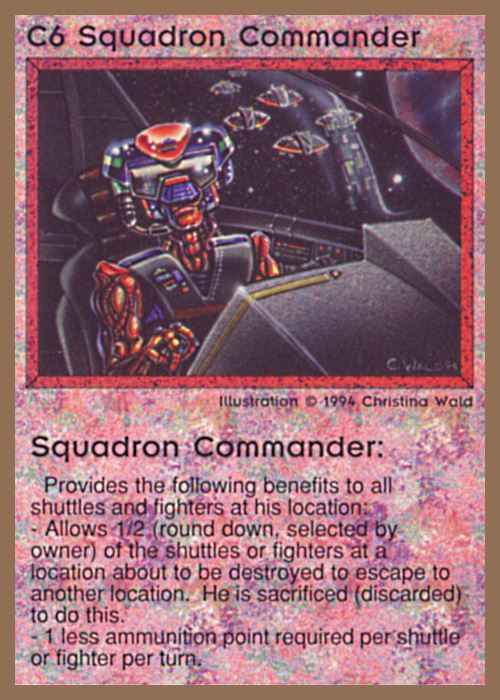 C6 Squadron Commander
C. WALD 94
Illustration © 1994 Christina Wald
Squadron Commander:
Provides the following benefits to all
shuttles and fighters at his location:
- Allows 1/2 (round down, selected by
owner) of the shuttles or fighters at a
location about to be destroyed to escape to
another location. He is sacrificed (discarded)
to do this.
- 1 less ammunition point required per shuttle
or fighter per turn.